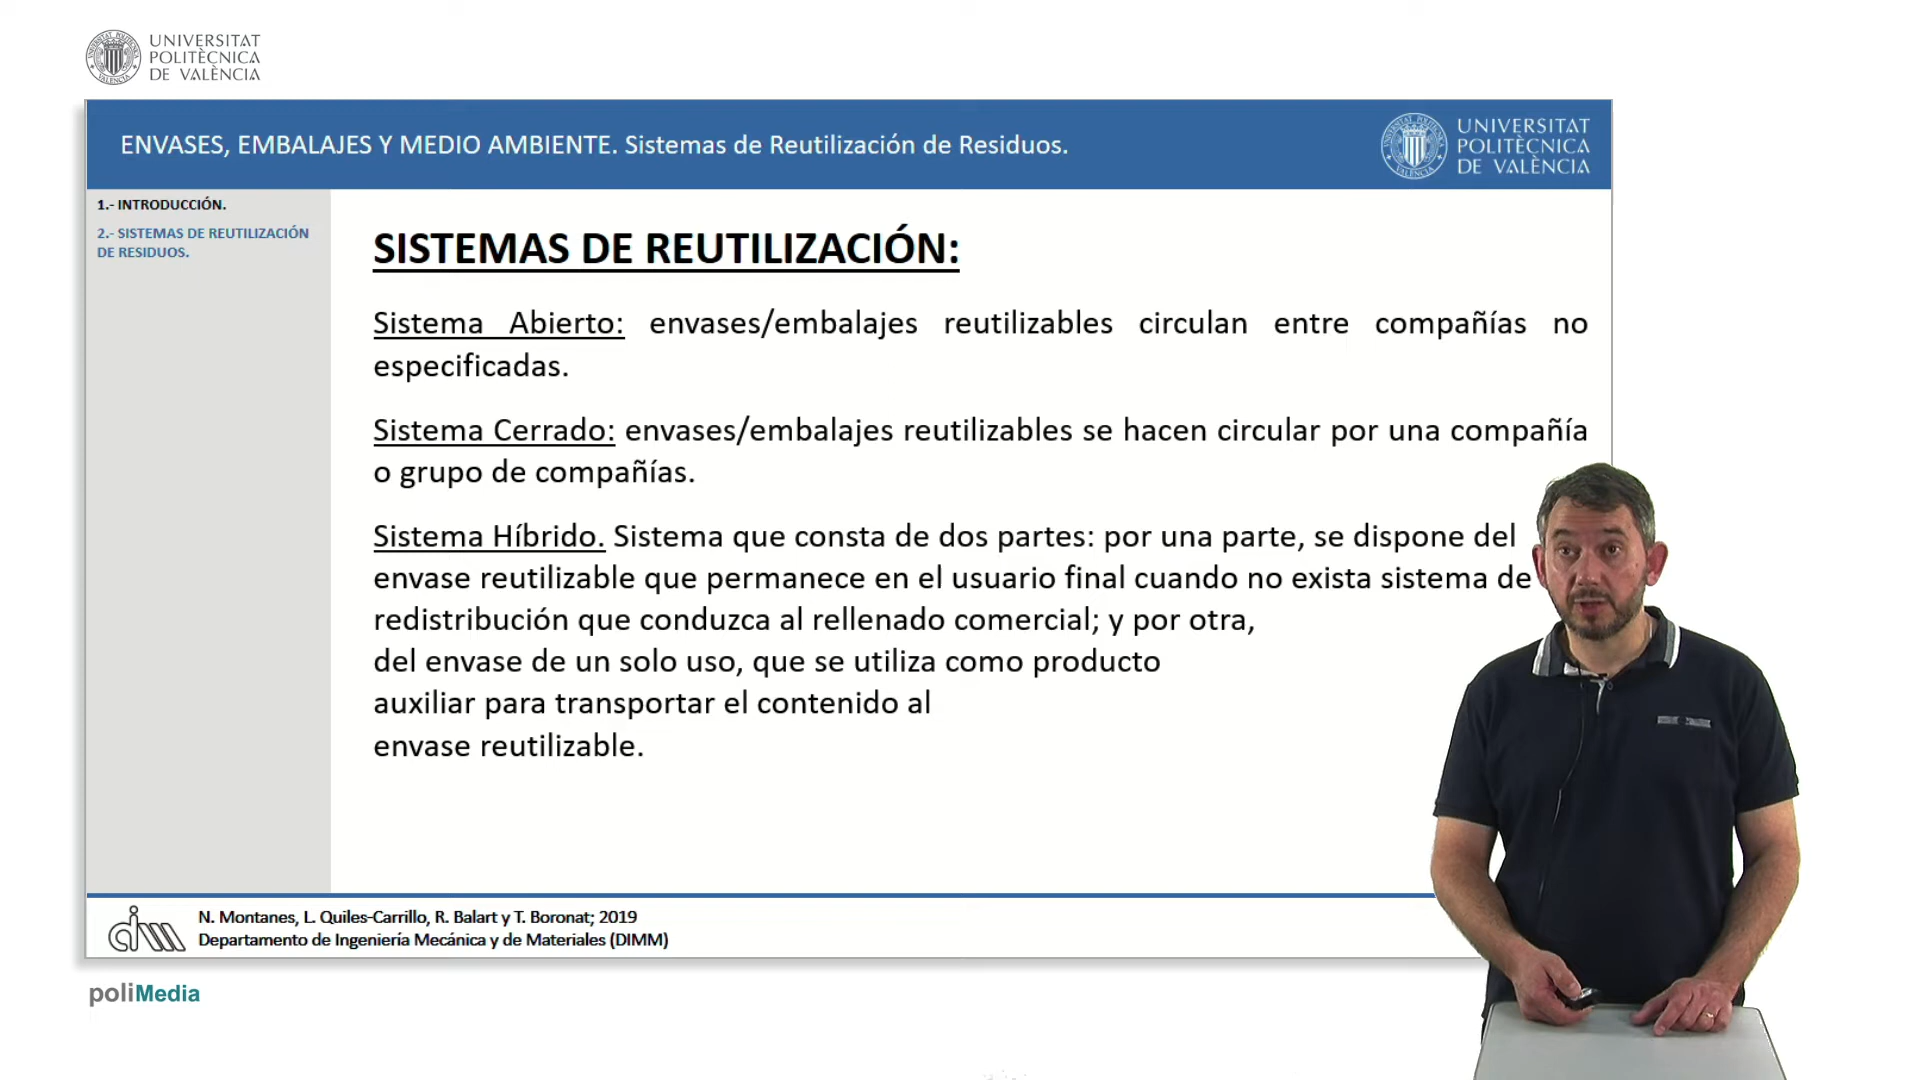 UNIVERSITAT
POLITÈCNICA
DE VALÈNCIA
ENVASES, EMBALAJES Y MEDIO AMBIENTE. Sistemas de Reutilización de Residuos.
UNIVERSITAT
POLITÈCNICA
DE VALÈNCIA
1.- INTRODUCCIÓN.
2.- SISTEMAS DE REUTILIZACIÓN
DE RESIDUOS.
SISTEMAS DE REUTILIZACIÓN:
Sistema Abierto: envases/embalajes reutilizables circulan entre compañías no
especificadas.
Sistema Cerrado: envases/embalajes reutilizables se hacen circular por una compañía
o grupo de compañías.
Sistema Híbrido. Sistema que consta de dos partes: por una parte, se dispone del
envase reutilizable que permanece en el usuario final cuando no exista sistema de
redistribución que conduzca al rellenado comercial; y por otra,
del envase de un solo uso, que se utiliza como producto
auxiliar para transportar el contenido al
envase reutilizable.
dimm
N. Montanes, L. Quiles-Carrillo, R. Balart y T. Boronat; 2019
Departamento de Ingeniería Mecánica y de Materiales (DIMM)
poliMedia